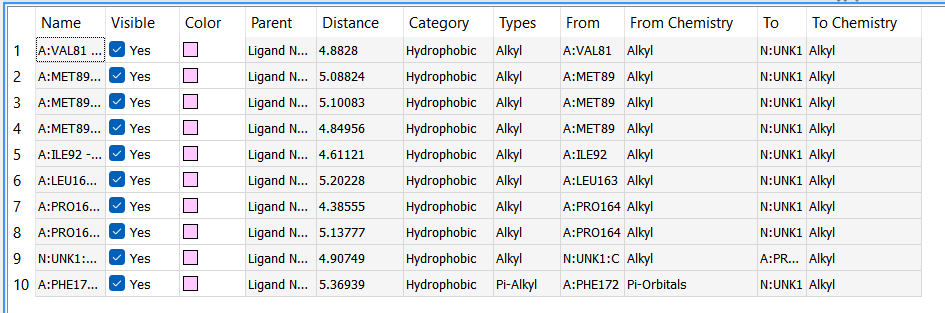 Name Visible Color Parent Distance Category Types From From Chemistry To To Chemistry
1 A:VAL81 ... Yes Ligand N... 4.8828 Hydrophobic Alkyl A:VAL81 Alkyl N:UNK1 Alkyl
2 A:MET89... Yes Ligand N... 5.08824 Hydrophobic Alkyl A:MET89 Alkyl N:UNK1 Alkyl
3 A:MET89... Yes Ligand N... 5.10083 Hydrophobic Alkyl A:MET89 Alkyl N:UNK1 Alkyl
4 A:MET89... Yes Ligand N... 4.84956 Hydrophobic Alkyl A:MET89 Alkyl N:UNK1 Alkyl
5 A:ILE92 -... Yes Ligand N... 4.61121 Hydrophobic Alkyl A:ILE92 Alkyl N:UNK1 Alkyl
6 A:LEU16... Yes Ligand N... 5.20228 Hydrophobic Alkyl A:LEU163 Alkyl N:UNK1 Alkyl
7 A:PRO16... Yes Ligand N... 4.38555 Hydrophobic Alkyl A:PRO164 Alkyl N:UNK1 Alkyl
8 A:PRO16... Yes Ligand N... 5.13777 Hydrophobic Alkyl A:PRO164 Alkyl N:UNK1 Alkyl
9 N:UNK1:... Yes Ligand N... 4.90749 Hydrophobic Alkyl N:UNK1:C Alkyl A:PR... Alkyl
10 A:PHE17... Yes Ligand N... 5.36939 Hydrophobic Pi-Alkyl A:PHE172 Pi-Orbitals N:UNK1 Alkyl